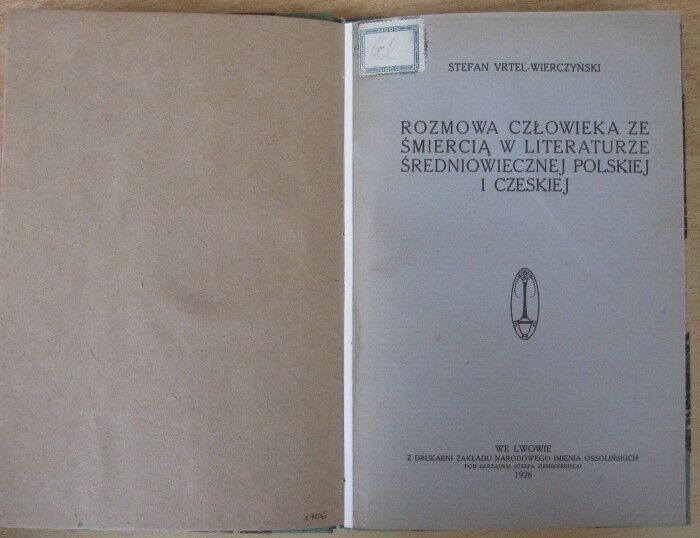 STEFAN VRTEL-WIERCZYŃSKI
ROZMOWA CZŁOWIEKA ZE
ŚMIERCIĄ W LITERATURZE
ŚREDNIOWIECZNEJ POLSKIEJ
I CZESKIEJ
WE LWOWIE
Z DRUKARNI ZAKŁADU NARODOWEGO IMIENIA OSSOLIŃSKICH
POD ZARZĄDEM JÓZEFA ZIEMBIŃSKIEGO
1926
1706